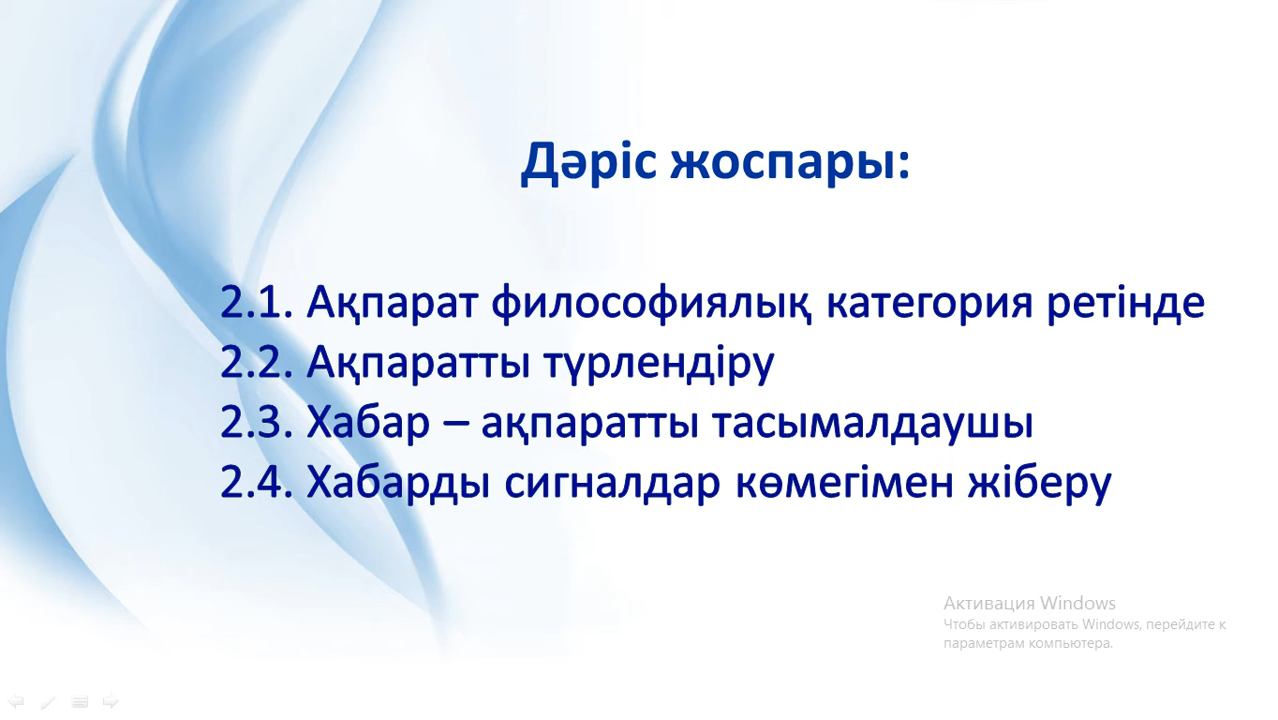 Дәріс жоспары:
2.1. Ақпарат философиялық категория ретінде
2.2. Ақпаратты түрлендіру
2.3. Хабар – ақпаратты тасымалдаушы
2.4. Хабарды сигналдар көмегімен жіберу
Активация Windows
Чтобы активировать Windows, перейдите к
параметрам компьютера.